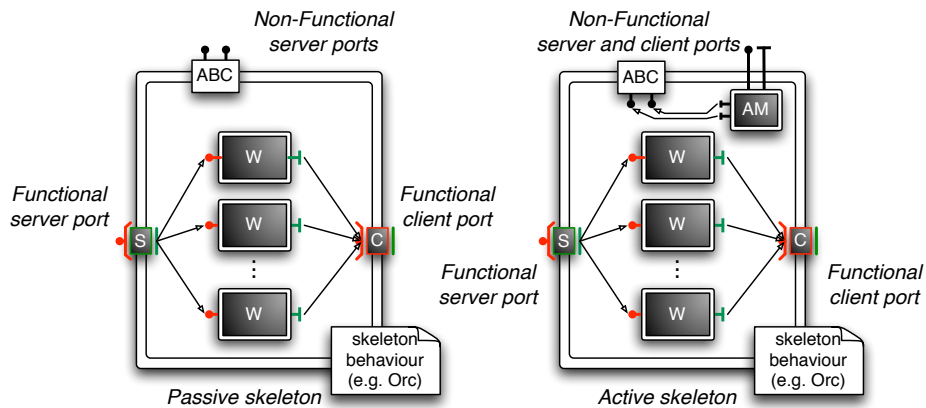 Non-Functional
server ports
ABC
W
Functional
server port
S
W
⋮
W
Functional
client port
C
skeleton
behaviour
(e.g. Orc)
Passive skeleton
Non-Functional
server and client ports
ABC
AM
W
S
W
⋮
W
C
Functional
server port
Functional
client port
skeleton
behaviour
(e.g. Orc)
Active skeleton